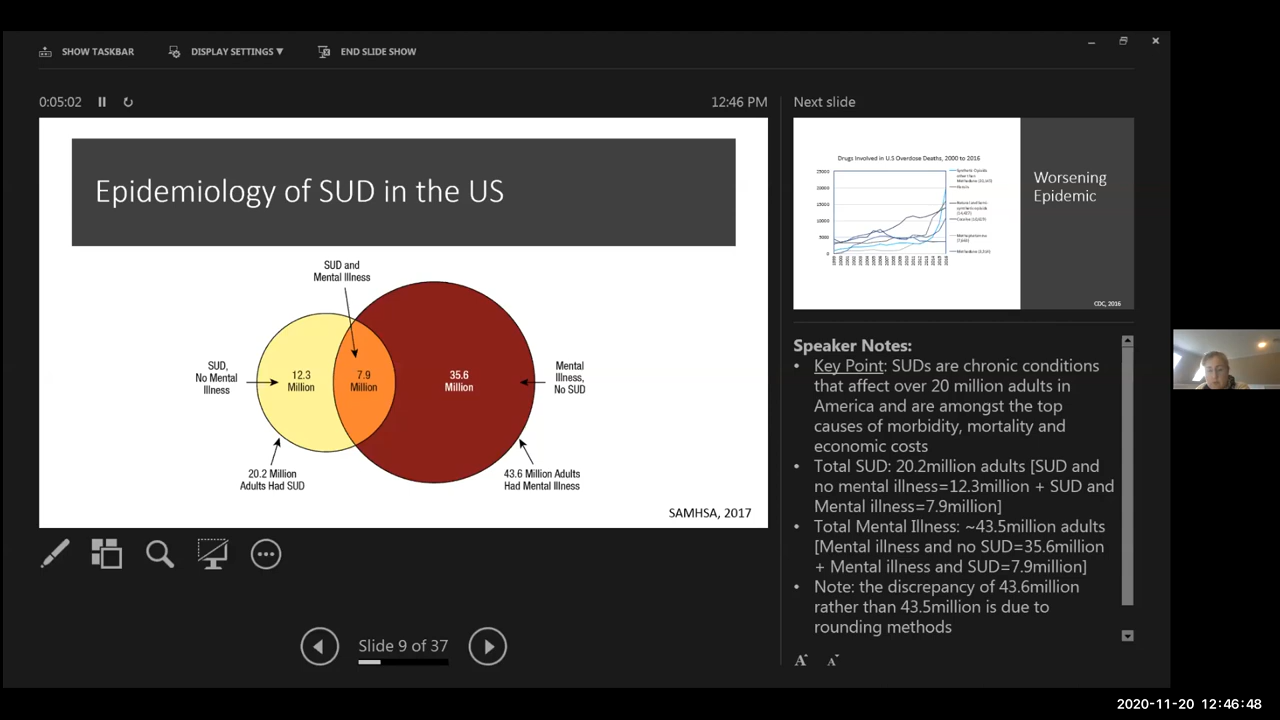 SHOW TASKBAR
DISPLAY SETTINGS ▼
END SLIDE SHOW
0:05:02
12:46 PM
Epidemiology of SUD in the US
SUD and
Mental Illness
SUD,
No Mental
Illness
12.3
Million
7.9
Million
35.6
Million
Mental
Illness,
No SUD
20.2 Million
Adults Had SUD
43.6 Million Adults
Had Mental Illness
SAMHSA, 2017
Slide 9 of 37
Next slide
Drugs Involved in U.S Overdose Deaths, 2000 to 2016
25000
20000
15000
10000
5000
0
Worsening
Epidemic
CDC, 2016
Speaker Notes:
• Key Point: SUDs are chronic conditions
that affect over 20 million adults in
America and are amongst the top
causes of morbidity, mortality and
economic costs
• Total SUD: 20.2million adults [SUD and
no mental illness=12.3million + SUD and
Mental illness=7.9million]
• Total Mental Illness: ~43.5million adults
[Mental illness and no SUD=35.6million
+ Mental illness and SUD=7.9million]
• Note: the discrepancy of 43.6million
rather than 43.5million is due to
rounding methods
A A
2020-11-20 12:46:48